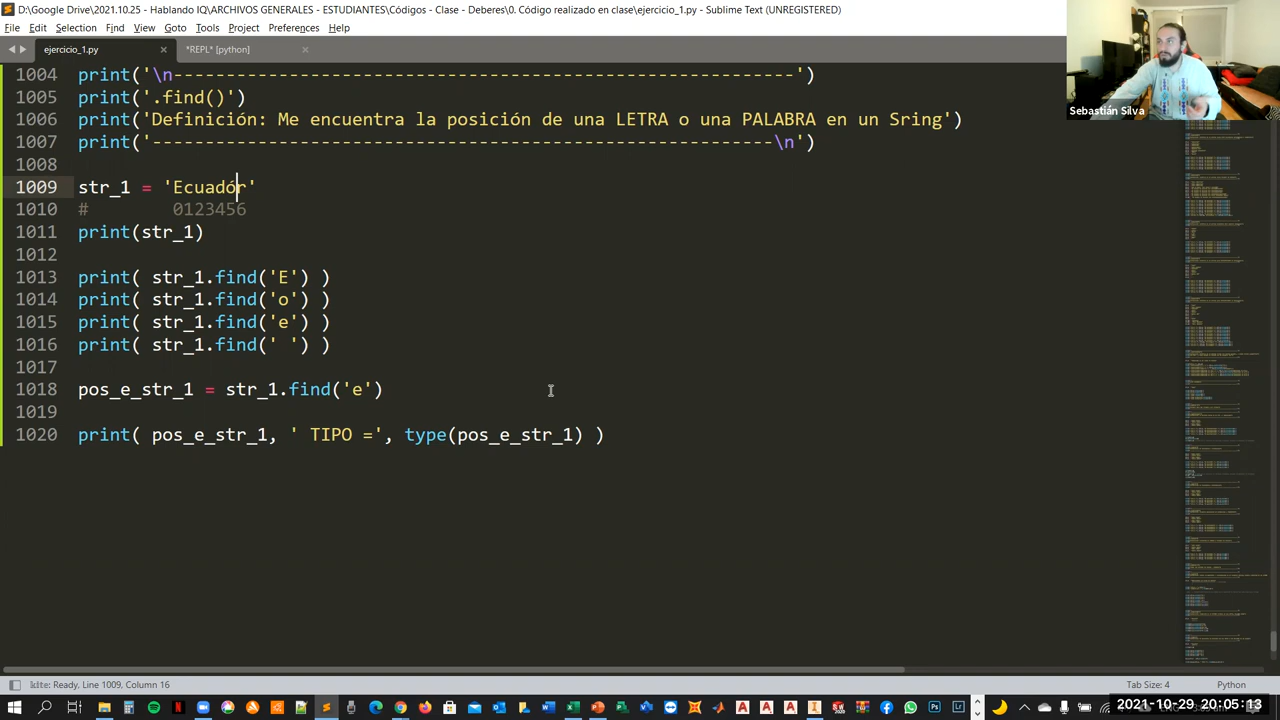 D:\Google Drive\2021.10.25 - Hablando IQ\ARCHIVOS GENERALES - ESTUDIANTES\Códigos - Clase - Deberes\0. Código realizado en clase\ejercicio_1.py - Sublime Text (UNREGISTERED)
File Edit Selection Find View Goto Tools Project Preferences Help
ejercicio_1.py × *REPL* [python] ×
Sebastián Silva
1004 print('\n-----------------------------------------------------------')
1005 print('.find()')
1006 print('Definición: Me encuentra la posición de una LETRA o una PALABRA en un Sring')
1007 print('-----------------------------------------------------------\n')
1008
1009 str_1 = 'Ecuadór'
1010 # 0123456
1011 print(str_1)
1012
1013 print( str_1.find('E') )
1014 print( str_1.find('o') )
1015 print( str_1.find('e') )
1016 print( str_1.find(' ') )
1017
1018 pos_e_str_1 = str_1.find('e')
1019
1020 print( pos_e_str_1, ' TIPO =', type(pos_e_str_1) )
Line 1009, Column 16 Tab Size: 4 Python
2021-10-29 20:05:13